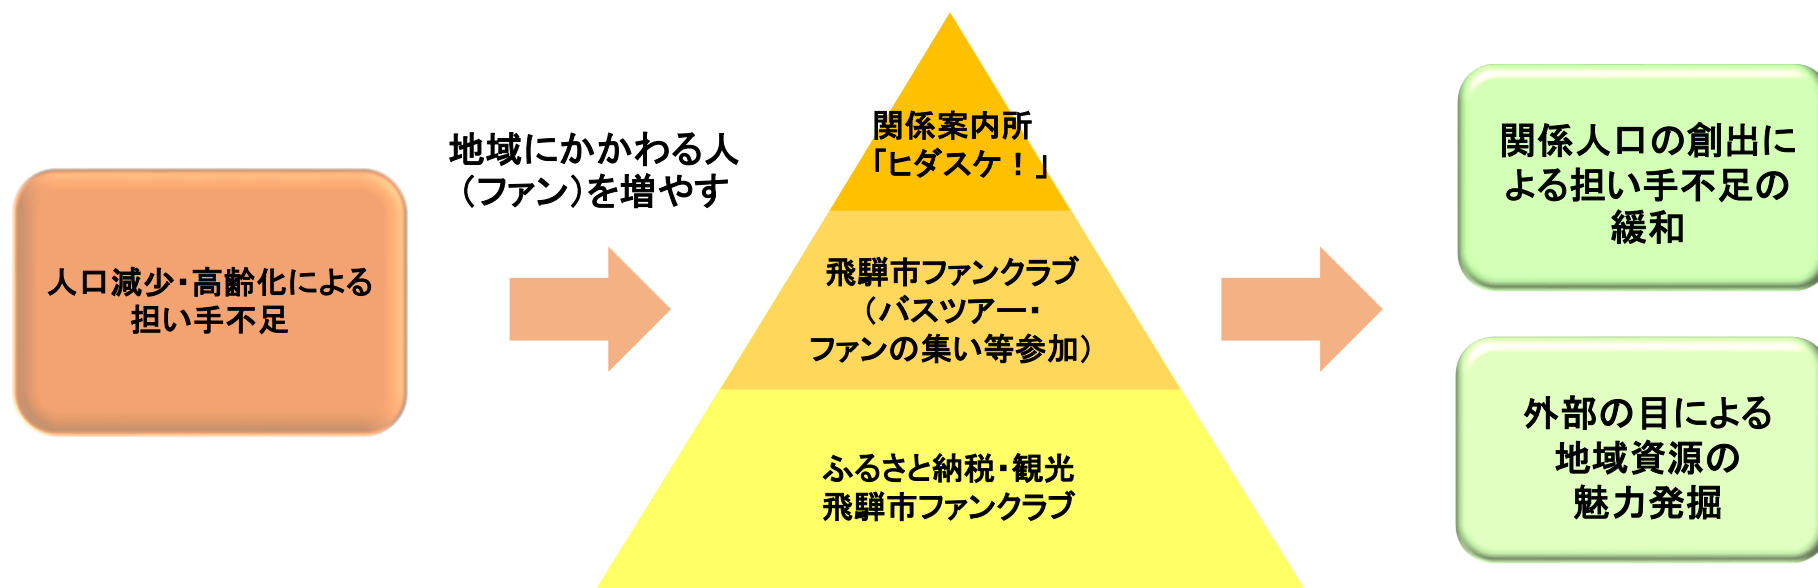 人口減少・高齢化による
担い手不足
地域にかかわる人
（ファン）を増やす
関係案内所
「ヒダスケ！」
飛騨市ファンクラブ
（バスツアー・
ファンの集い等参加）
ふるさと納税・観光
飛騨市ファンクラブ
関係人口の創出に
よる担い手不足の
緩和
外部の目による
地域資源の
魅力発掘